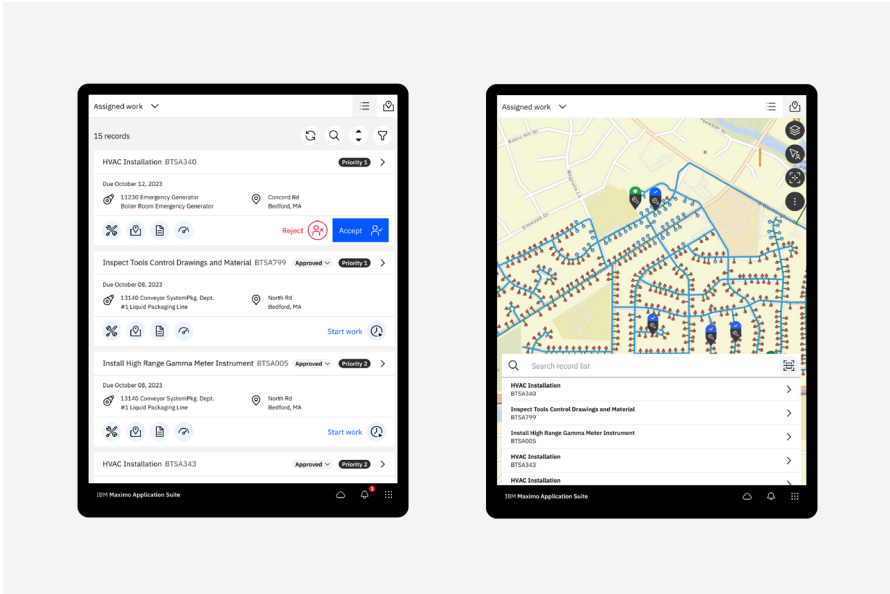 Assigned work
15 records
HVAC Installation BTSA340 Priority 1
Due October 12, 2023
11230 Emergency Generator
Boiler Room Emergency Generator
Concord Rd
Bedford, MA
Reject Accept
Inspect Tools Control Drawings and Material BTSA799 Approved Priority 1
Due October 08, 2023
13140 Conveyor SystemPkg. Dept.
#1 Liquid Packaging Line
North Rd
Bedford, MA
Start work
Install High Range Gamma Meter Instrument BTSA005 Approved Priority 2
Due October 08, 2023
13140 Conveyor SystemPkg. Dept.
#1 Liquid Packaging Line
North Rd
Bedford, MA
Start work
HVAC Installation BTSA343 Approved Priority 2
IBM Maximo Application Suite
1
Assigned work
Elmwood Dr
Search record list
HVAC Installation
BTSA340
Inspect Tools Control Drawings and Material
BTSA799
Install High Range Gamma Meter Instrument
BTSA005
HVAC Installation
BTSA343
HVAC Installation
IBM Maximo Application Suite